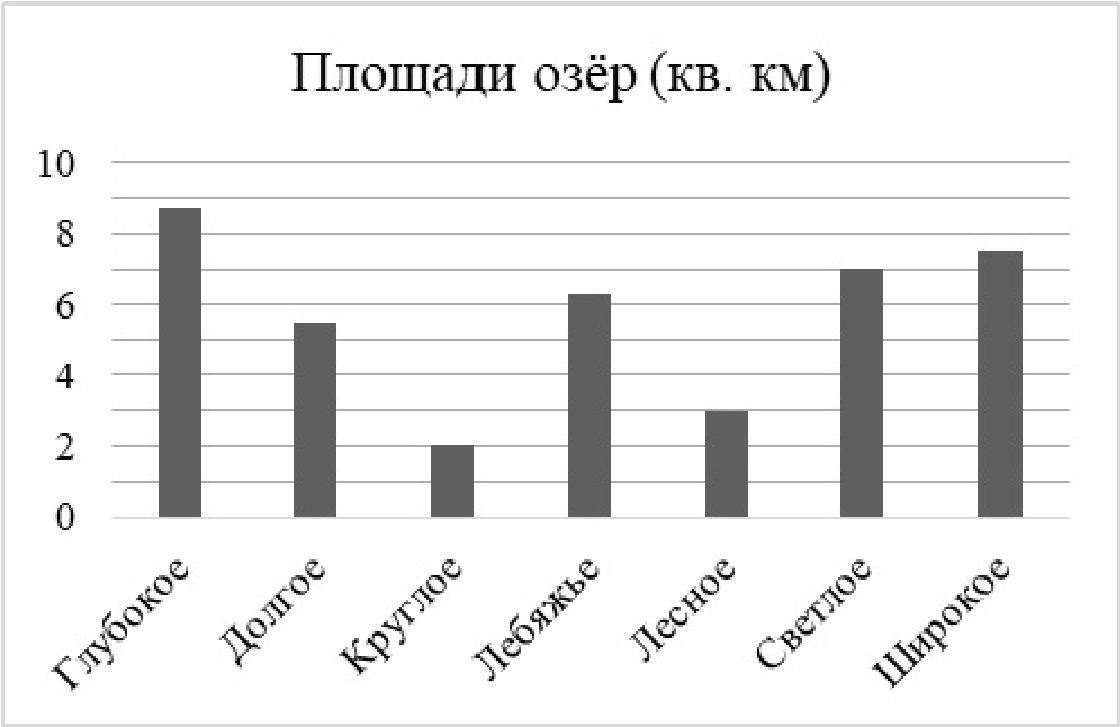 Площади озёр (кв. км)
10
8
6
4
2
0
Глубокое
Долгое
Круглое
Лебяжье
Лесное
Светлое
Широкое